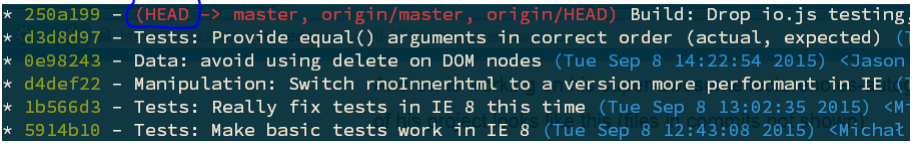 * 250a199 - (HEAD -> master, origin/master, origin/HEAD) Build: Drop io.js testing,
* d3d8d97 - Tests: Provide equal() arguments in correct order (actual, expected) (T
* 0e98243 - Data: avoid using delete on DOM nodes (Tue Sep 8 14:22:54 2015) <Jason
* d4def22 - Manipulation: Switch rnoInnerhtml to a version more performant in IE (
* 1b566d3 - Tests: Really fix tests in IE 8 this time (Tue Sep 8 13:02:35 2015) <M
* 5914b10 - Tests: Make basic tests work in IE 8 (Tue Sep 8 12:43:08 2015) <Michał